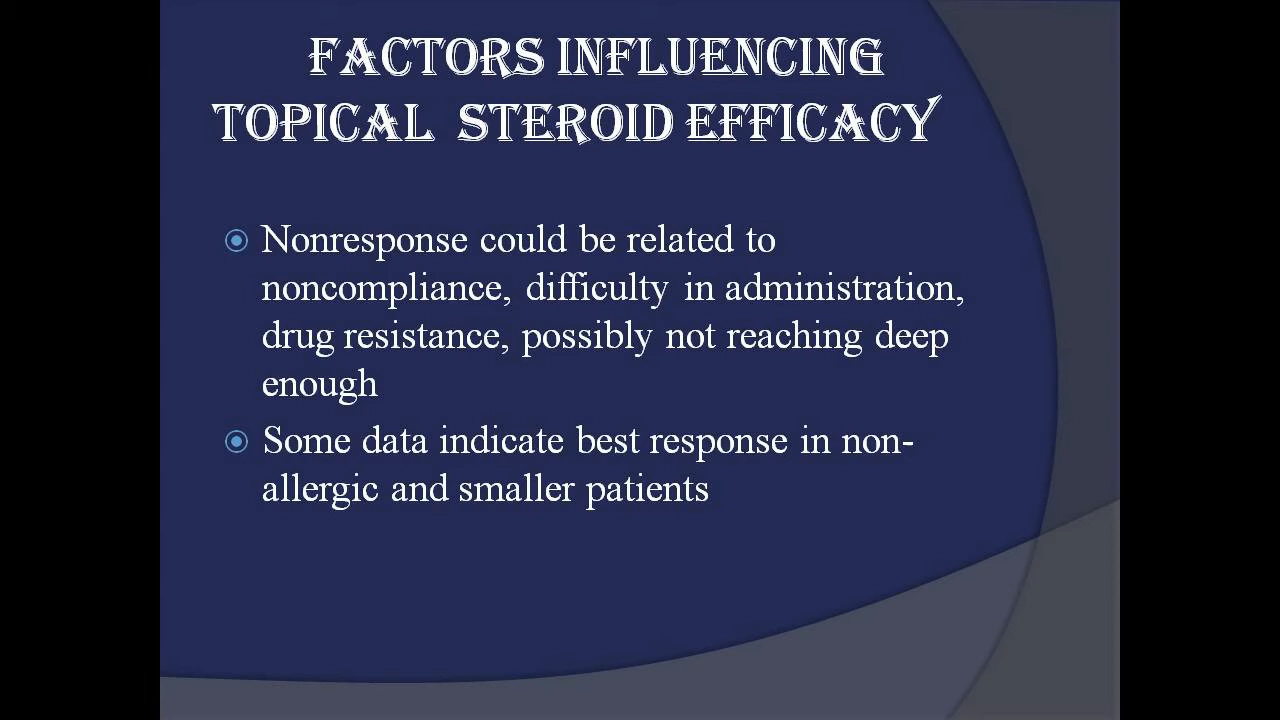 FACTORS INFLUENCING
TOPICAL STEROID EFFICACY
Nonresponse could be related to
noncompliance, difficulty in administration,
drug resistance, possibly not reaching deep
enough
Some data indicate best response in non-
allergic and smaller patients